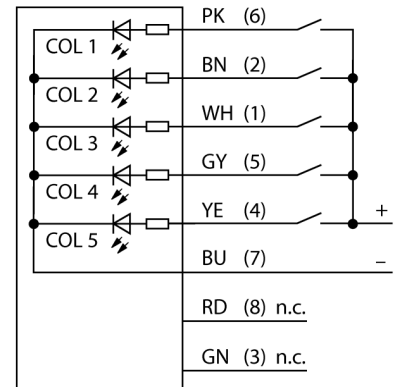 PK (6)
COL 1
BN (2)
COL 2
WH (1)
COL 3
GY (5)
COL 4
YE (4)
+
COL 5
BU (7)
–
RD (8) n.c.
GN (3) n.c.